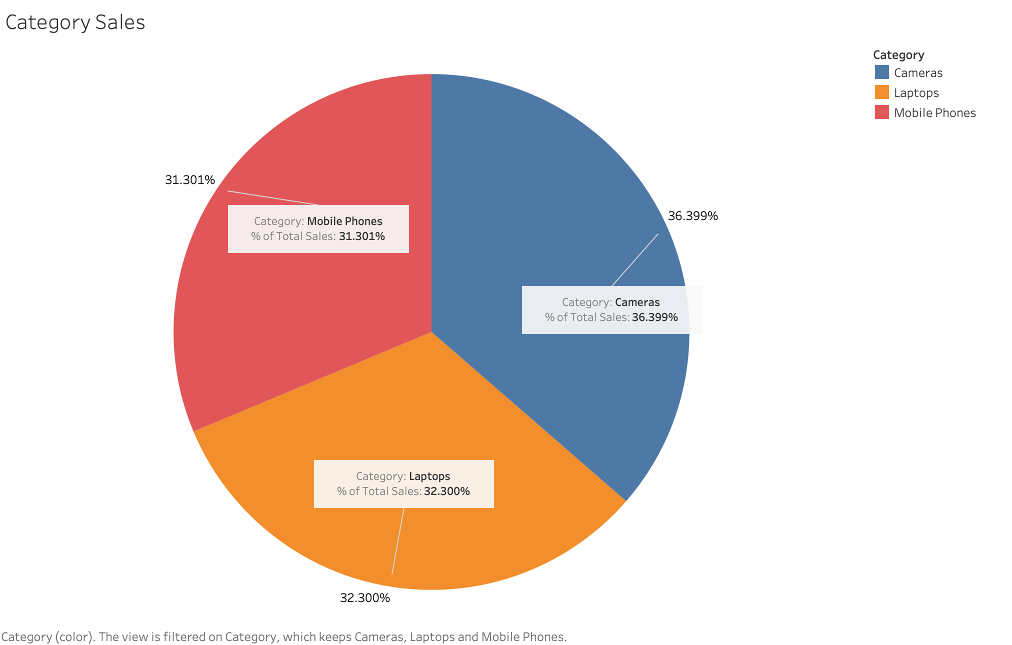 Category Sales
Category
Cameras
Laptops
Mobile Phones
31.301%
Category: Mobile Phones
% of Total Sales: 31.301%
36.399%
Category: Cameras
% of Total Sales: 36.399%
Category: Laptops
% of Total Sales: 32.300%
32.300%
Category (color). The view is filtered on Category, which keeps Cameras, Laptops and Mobile Phones.